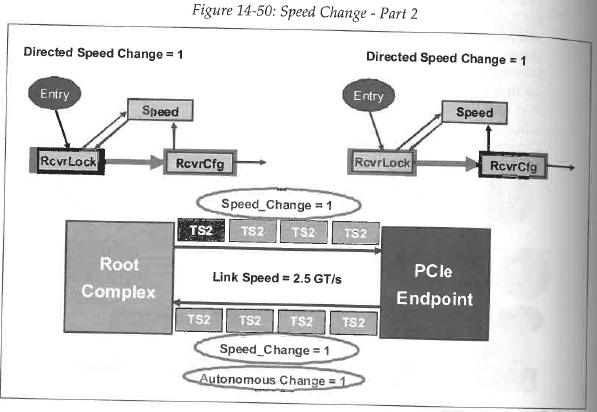 Figure 14-50: Speed Change - Part 2
Directed Speed Change = 1
Directed Speed Change = 1
Entry
Speed
RcvrLock
RcvrCfg
Entry
Speed
RcvrLock
RcvrCfg
Speed_Change = 1
TS2 TS2 TS2 TS2
Root
Complex
Link Speed = 2.5 GT/s
PCIe
Endpoint
TS2 TS2 TS2 TS2
Speed_Change = 1
Autonomous Change = 1